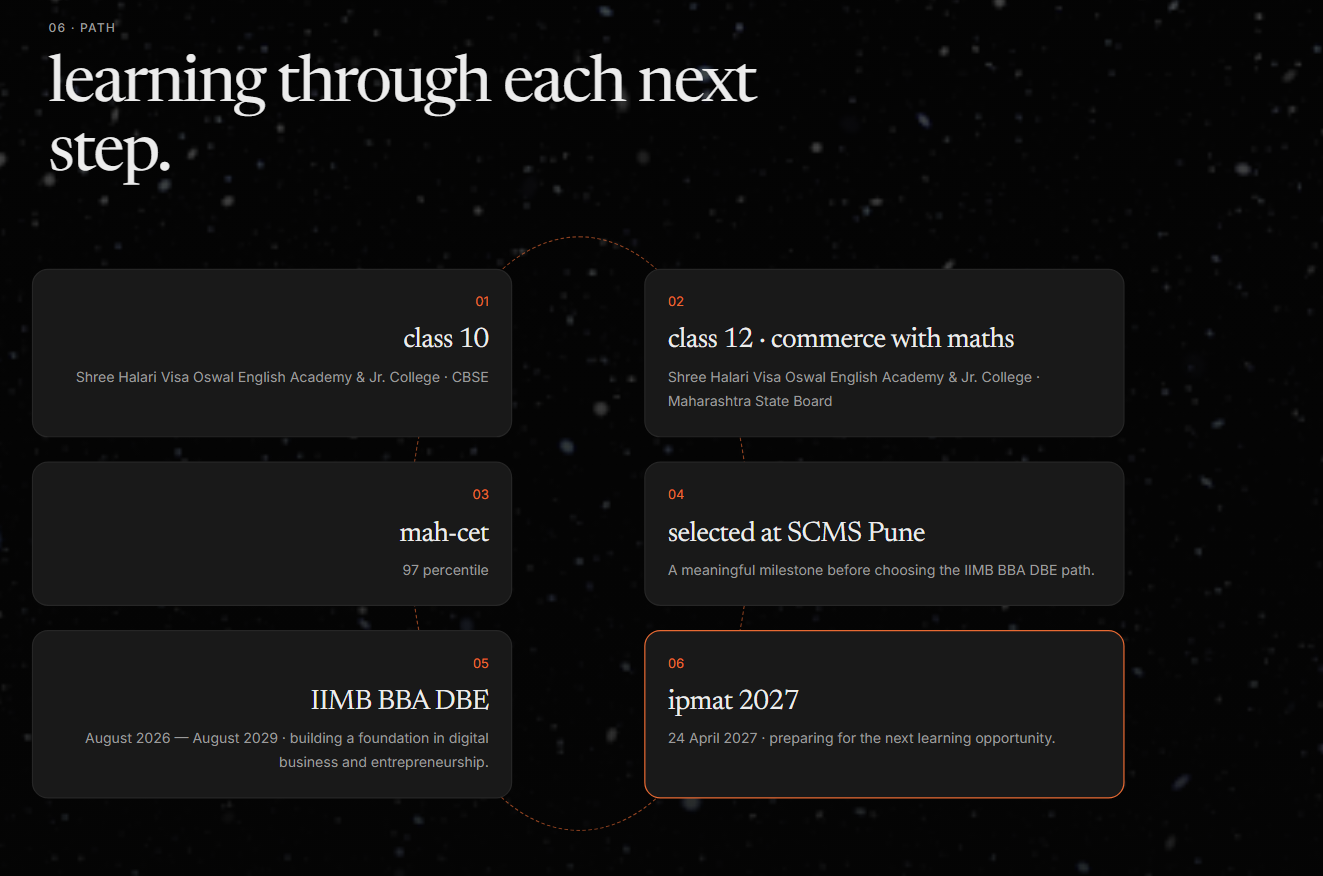 06 · PATH
learning through each next
step.
01
class 10
Shree Halari Visa Oswal English Academy & Jr. College · CBSE
02
class 12 · commerce with maths
Shree Halari Visa Oswal English Academy & Jr. College ·
Maharashtra State Board
03
mah-cet
97 percentile
04
selected at SCMS Pune
A meaningful milestone before choosing the IIMB BBA DBE path.
05
IIMB BBA DBE
August 2026 — August 2029 · building a foundation in digital
business and entrepreneurship.
06
ipmat 2027
24 April 2027 · preparing for the next learning opportunity.